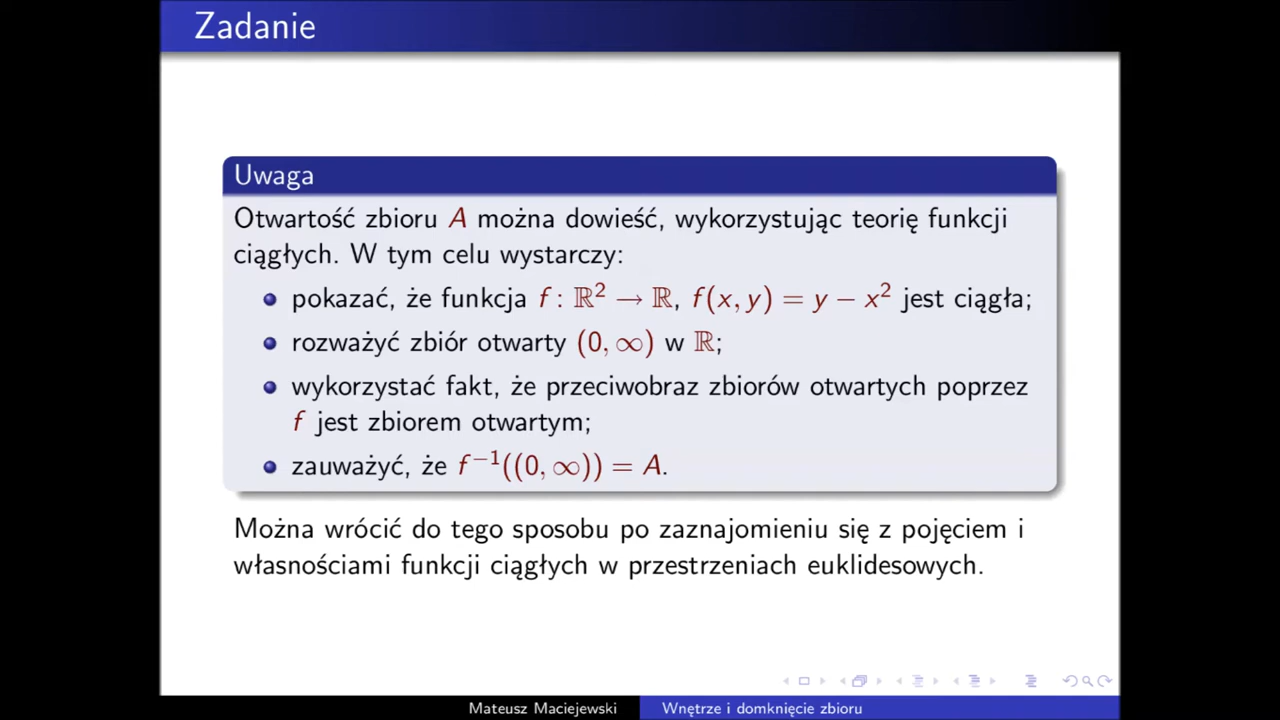 Zadanie
Uwaga
Otwartość zbioru A można dowieść, wykorzystując teorię funkcji
ciągłych. W tym celu wystarczy:
pokazać, że funkcja f : ℝ² → ℝ, f(x, y) = y − x² jest ciągła;
rozważyć zbiór otwarty (0, ∞) w ℝ;
wykorzystać fakt, że przeciwobraz zbiorów otwartych poprzez
f jest zbiorem otwartym;
zauważyć, że f⁻¹((0, ∞)) = A.
Można wrócić do tego sposobu po zaznajomieniu się z pojęciem i
własnościami funkcji ciągłych w przestrzeniach euklidesowych.
Mateusz Maciejewski
Wnętrze i domknięcie zbioru